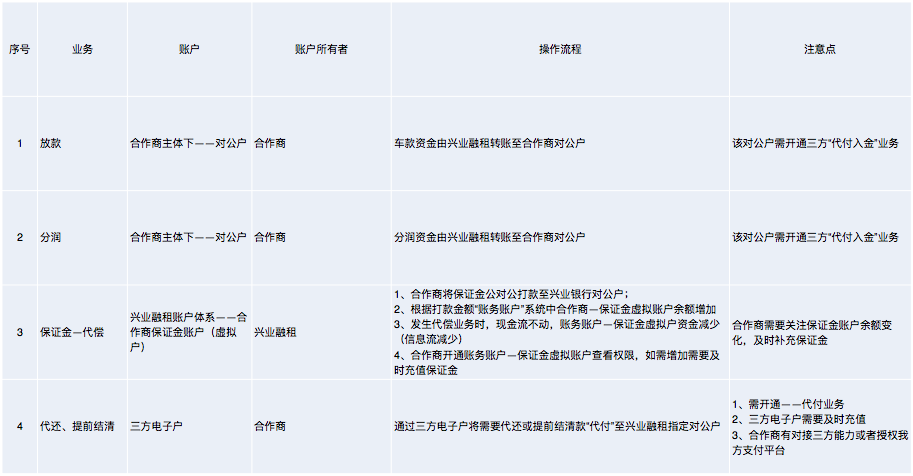 序号 业务 账户 账户所有者 操作流程 注意点
1 放款 合作商主体下——对公户 合作商 车款资金由兴业融租转账至合作商对公户 该对公户需开通三方“代付入金”业务
2 分润 合作商主体下——对公户 合作商 分润资金由兴业融租转账至合作商对公户 该对公户需开通三方“代付入金”业务
3 保证金—代偿
兴业融租账户体系——合
作商保证金账户（虚拟
户）
兴业融租
1、合作商将保证金公对公打款至兴业银行对公户；
2、根据打款金额“账务账户”系统中合作商—保证金虚拟账户余额增加
3、发生代偿业务时，现金流不动，账务账户—保证金虚拟户资金减少
（信息流减少）
4、合作商开通账务账户—保证金虚拟账户查看权限，如需增加需要及
时充值保证金
合作商需要关注保证金账户余额变
化，及时补充保证金
4 代还、提前结清 三方电子户 合作商 通过三方电子户将需要代还或提前结清款“代付”至兴业融租指定对公户
1、需开通——代付业务
2、三方电子户需要及时充值
3、合作商有对接三方能力或者授权我
方支付平台